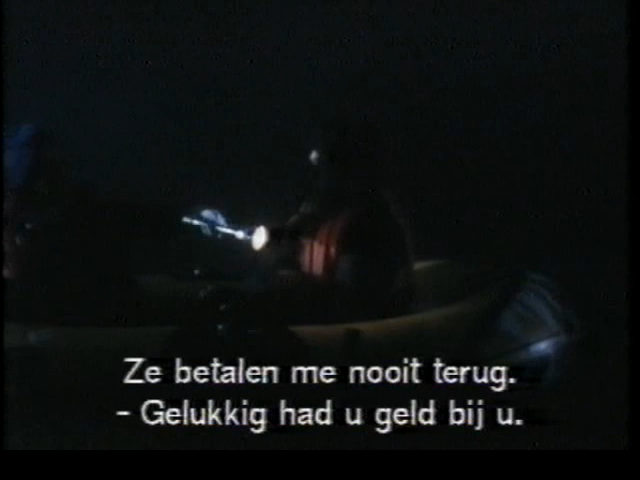 Ze betalen me nooit terug.
- Gelukkig had u geld bij u.